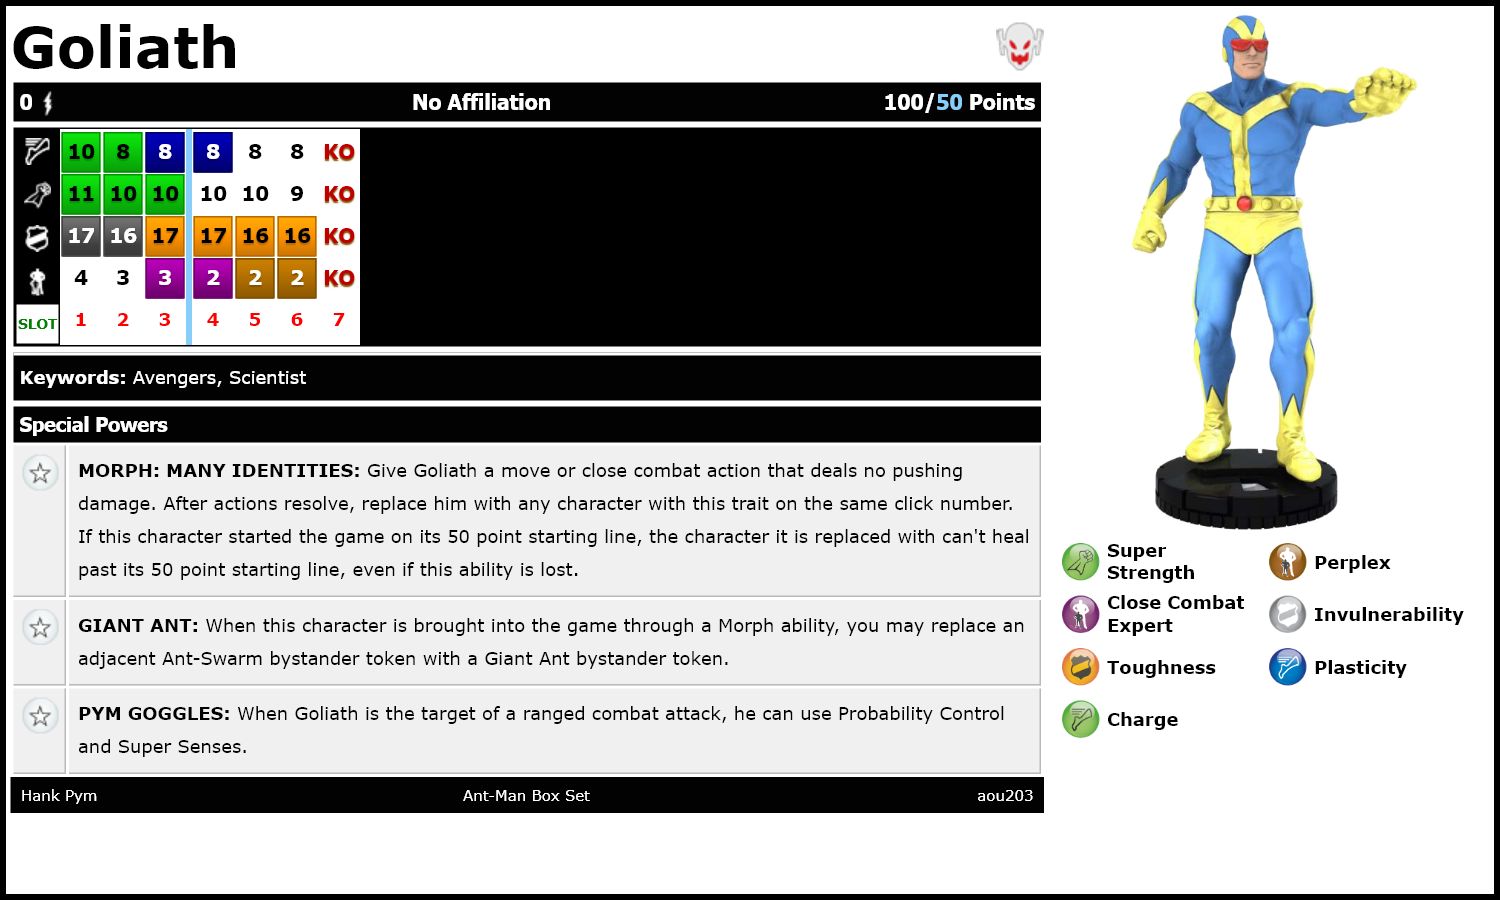 Goliath
0 No Affiliation 100/50 Points
10 8 8 8 8 8 KO
11 10 10 10 10 9 KO
17 16 17 17 16 16 KO
4 3 3 2 2 2 KO
SLOT 1 2 3 4 5 6 7
Keywords: Avengers, Scientist
Special Powers
MORPH: MANY IDENTITIES: Give Goliath a move or close combat action that deals no pushing
damage. After actions resolve, replace him with any character with this trait on the same click number.
If this character started the game on its 50 point starting line, the character it is replaced with can't heal
past its 50 point starting line, even if this ability is lost.
GIANT ANT: When this character is brought into the game through a Morph ability, you may replace an
adjacent Ant-Swarm bystander token with a Giant Ant bystander token.
PYM GOGGLES: When Goliath is the target of a ranged combat attack, he can use Probability Control
and Super Senses.
Hank Pym Ant-Man Box Set aou203
Super
Strength
Perplex
Close Combat
Expert
Invulnerability
Toughness
Plasticity
Charge